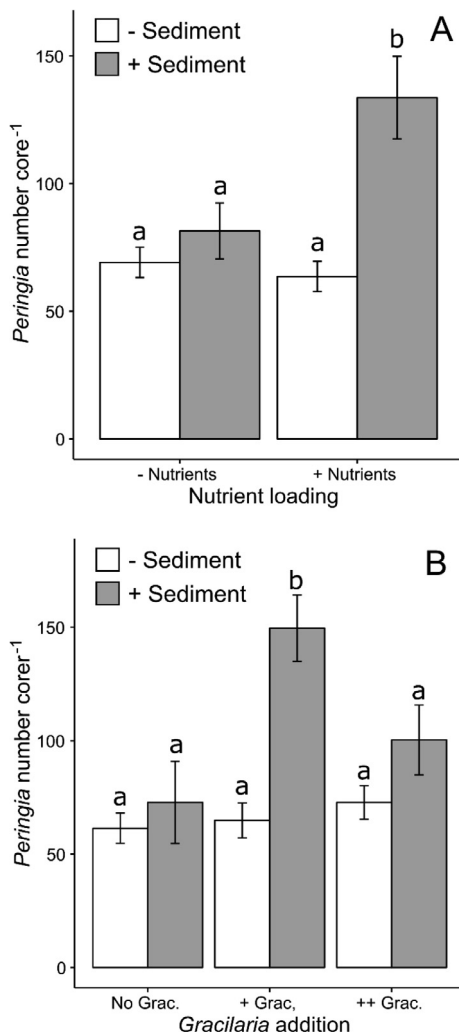 - Sediment
+ Sediment
A
b
a
a
a
150
100
50
0
Peringia number core-1
- Nutrients + Nutrients
Nutrient loading
- Sediment
+ Sediment
B
b
a
a
a
a
a
150
100
50
0
Peringia number corer-1
No Grac. + Grac, ++ Grac.
Gracilaria addition